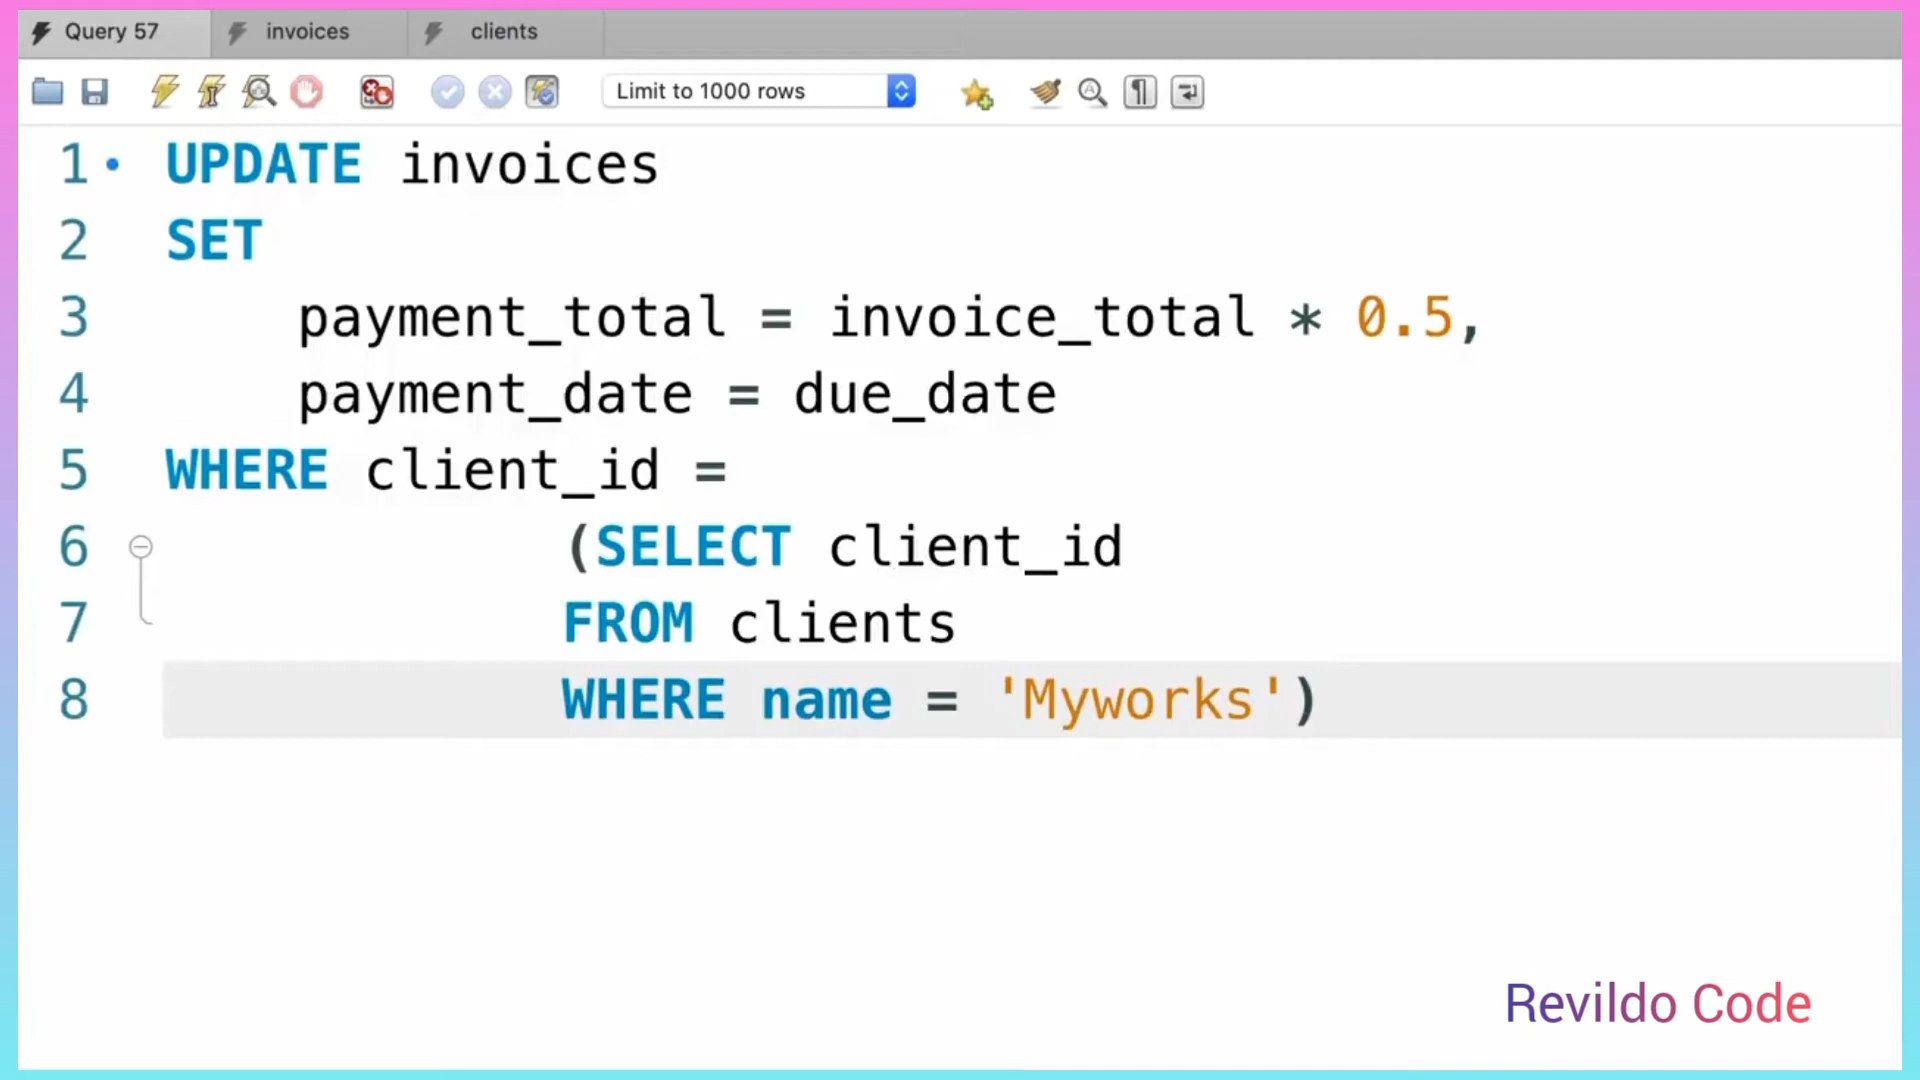 Query 57 invoices clients
Limit to 1000 rows
1 UPDATE invoices
2 SET
3 payment_total = invoice_total * 0.5,
4 payment_date = due_date
5 WHERE client_id =
6 (SELECT client_id
7 FROM clients
8 WHERE name = 'Myworks')
Revildo Code